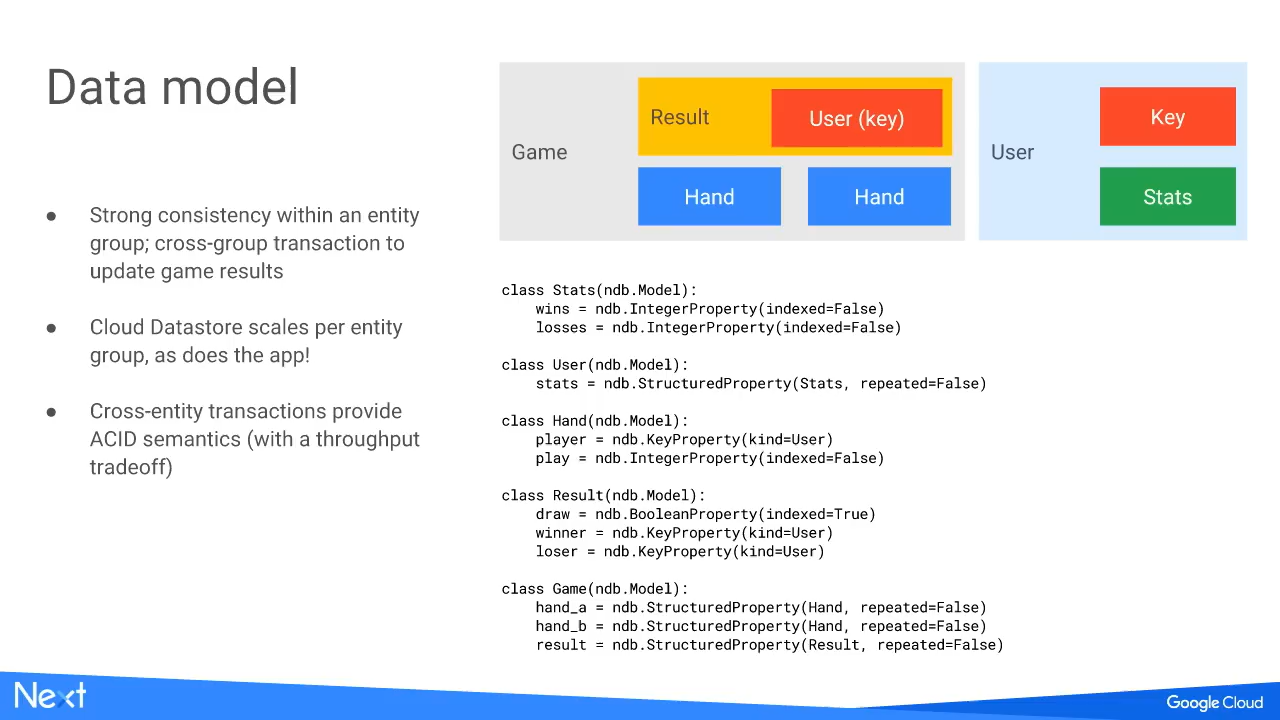 Data model
● Strong consistency within an entity
group; cross-group transaction to
update game results
● Cloud Datastore scales per entity
group, as does the app!
● Cross-entity transactions provide
ACID semantics (with a throughput
tradeoff)
Game
Result
User (key)
Hand
Hand
User
Key
Stats
class Stats(ndb.Model):
    wins = ndb.IntegerProperty(indexed=False)
    losses = ndb.IntegerProperty(indexed=False)
class User(ndb.Model):
    stats = ndb.StructuredProperty(Stats, repeated=False)
class Hand(ndb.Model):
    player = ndb.KeyProperty(kind=User)
    play = ndb.IntegerProperty(indexed=False)
class Result(ndb.Model):
    draw = ndb.BooleanProperty(indexed=True)
    winner = ndb.KeyProperty(kind=User)
    loser = ndb.KeyProperty(kind=User)
class Game(ndb.Model):
    hand_a = ndb.StructuredProperty(Hand, repeated=False)
    hand_b = ndb.StructuredProperty(Hand, repeated=False)
    result = ndb.StructuredProperty(Result, repeated=False)
Next
Google Cloud